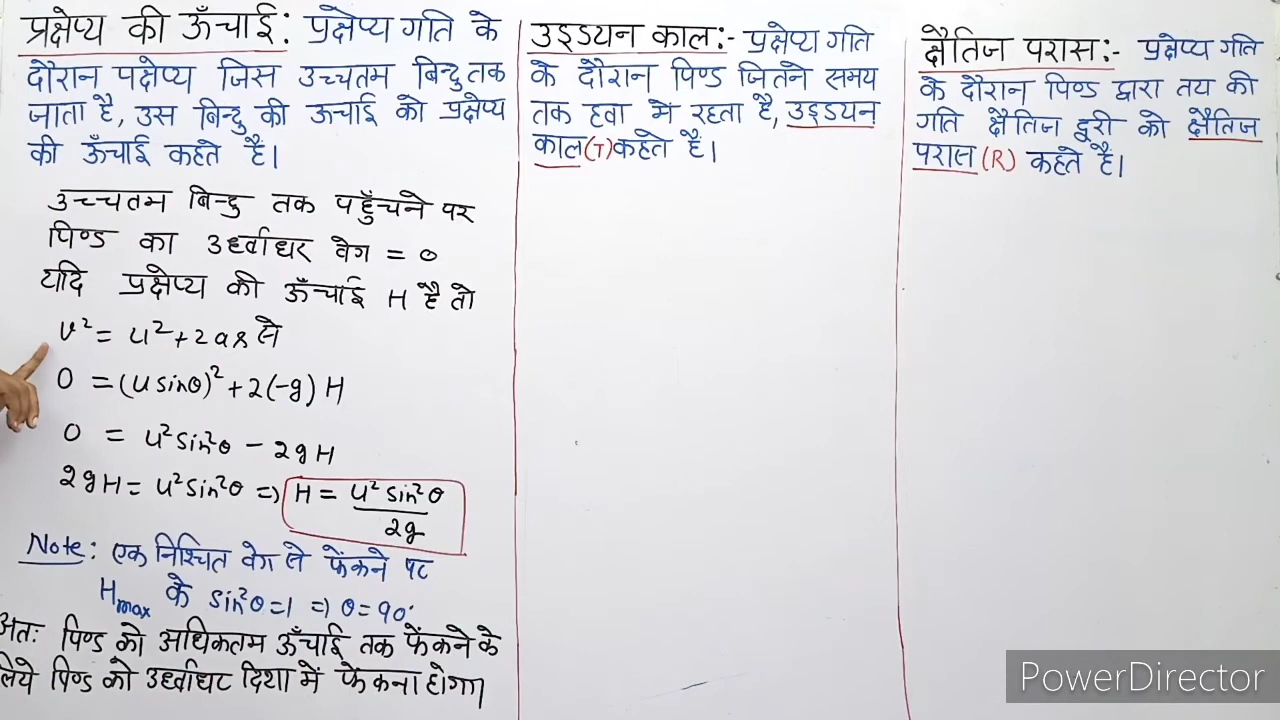 प्रक्षेप्य की ऊँचाई : प्रक्षेप्य गति के
दौरान पक्षेप्य जिस उच्चतम बिन्दु तक
जाता है, उस बिन्दु की ऊचाई को प्रक्षेप्य
की ऊँचाई कहते हैं।
उच्चतम बिन्दु तक पहुँचने पर
पिण्ड का उर्ध्वाधर वेग = 0
यदि प्रक्षेप्य की ऊँचाई H है तो
v² = u² + 2as से
0 = (u sinθ)² + 2(-g) H
0 = u² sin²θ - 2gH
2gH = u² sin²θ ⇒ H = u² sin²θ / 2g
Note : एक निश्चित वेग से फेंकने पर
Hmax के sin²θ = 1 ⇒ θ = 90°
अतः पिण्ड को अधिकतम ऊँचाई तक फेंकने के
लिये पिण्ड को उर्ध्वाधर दिशा में फेंकना होगा
उड्डयन काल :- प्रक्षेप्य गति
के दौरान पिण्ड जितने समय
तक हवा में रहता है, उड्डयन
काल (T) कहते हैं।
क्षैतिज परास :- प्रक्षेप्य गति
के दौरान पिण्ड द्वारा तय की
गति क्षैतिज दूरी को क्षैतिज
परास (R) कहते हैं।
PowerDirector